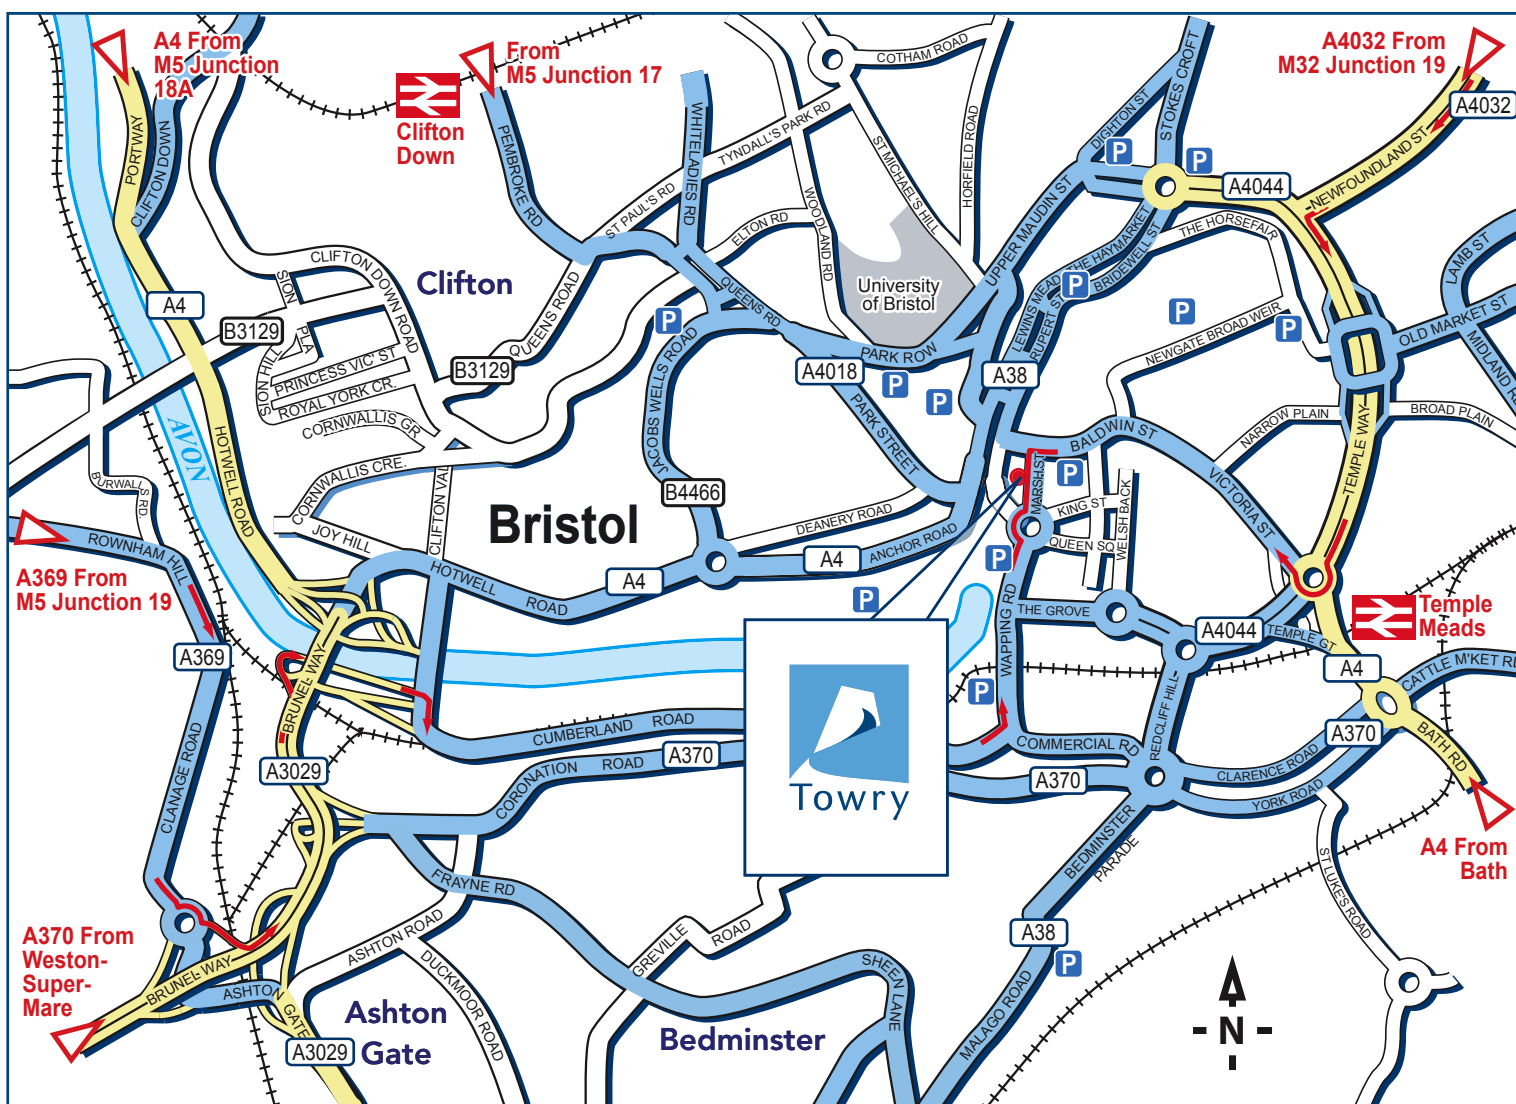 A4 From
M5 Junction
18A
From
M5 Junction 17
A4032 From
M32 Junction 19
A4032
Clifton
Down
PORTWAY
CLIFTON DOWN
PEMBROKE RD
WHITELADIES RD
ST PAUL'S RD
TYNDALL'S PARK RD
COTHAM ROAD
ST MICHAEL'S HILL
HORFIELD ROAD
WOODLAND RD
ELTON RD
DIGHTON ST
STOKES CROFT
P
P
A4044
NEWFOUNDLAND ST
UPPER MAUDIN ST
THE HAYMARKET
LEWINS MEAD
RUPERT ST
BRIDEWELL ST
THE HORSEFAIR
LAMB ST
OLD MARKET ST
MIDLAND RD
University
of Bristol
Clifton
CLIFTON DOWN ROAD
SION
PLA
SION HILL
PRINCESS VIC' ST
ROYAL YORK CR.
CORNWALLIS GR
CORNWALLIS CRE.
A4
B3129
B3129
QUEENS ROAD
QUEENS RD
P
P
P
P
P
P
PARK ROW
A4018
A38
PARK STREET
JACOBS WELLS ROAD
B4466
NEWGATE BROAD WEIR
NARROW PLAIN
BROAD PLAIN
TEMPLE WAY
BALDWIN ST
VICTORIA ST
MARSH ST
P
KING ST
QUEEN SQ
WELSH BACK
AVON
HOTWELL ROAD
BURWALLS RD
JOY HILL
CLIFTON VALE
Bristol
DEANERY ROAD
ANCHOR ROAD
A4
A4
HOTWELL ROAD
P
P
ROWNHAM HILL
A369 From
M5 Junction 19
A369
CLANAGE ROAD
BRUNEL WAY
THE GROVE
WAPPING RD
A4044
TEMPLE GT
Temple
Meads
A4
CATTLE M'KET RD
REDCLIFF HILL
P
CUMBERLAND ROAD
COMMERCIAL RD
A370
A370
A370
A3029
CORONATION ROAD
CLARENCE ROAD
YORK ROAD
BATH RD
A4 From
Bath
Towry
BEDMINSTER
PARADE
ST LUKE'S ROAD
FRAYNE RD
ASHTON ROAD
GREVILLE ROAD
DUCKMOOR ROAD
A370 From
Weston-
Super-
Mare
BRUNEL WAY
ASHTON GATE
A3029
Ashton
Gate
Bedminster
SHEEN LANE
A38
P
MALAGO ROAD
N